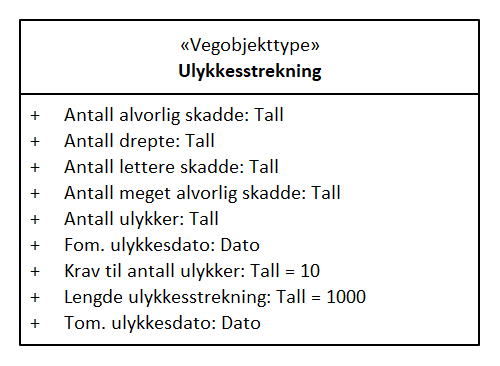 «Vegobjekttype»
Ulykkesstrekning
+ Antall alvorlig skadde: Tall
+ Antall drepte: Tall
+ Antall lettere skadde: Tall
+ Antall meget alvorlig skadde: Tall
+ Antall ulykker: Tall
+ Fom. ulykkesdato: Dato
+ Krav til antall ulykker: Tall = 10
+ Lengde ulykkesstrekning: Tall = 1000
+ Tom. ulykkesdato: Dato